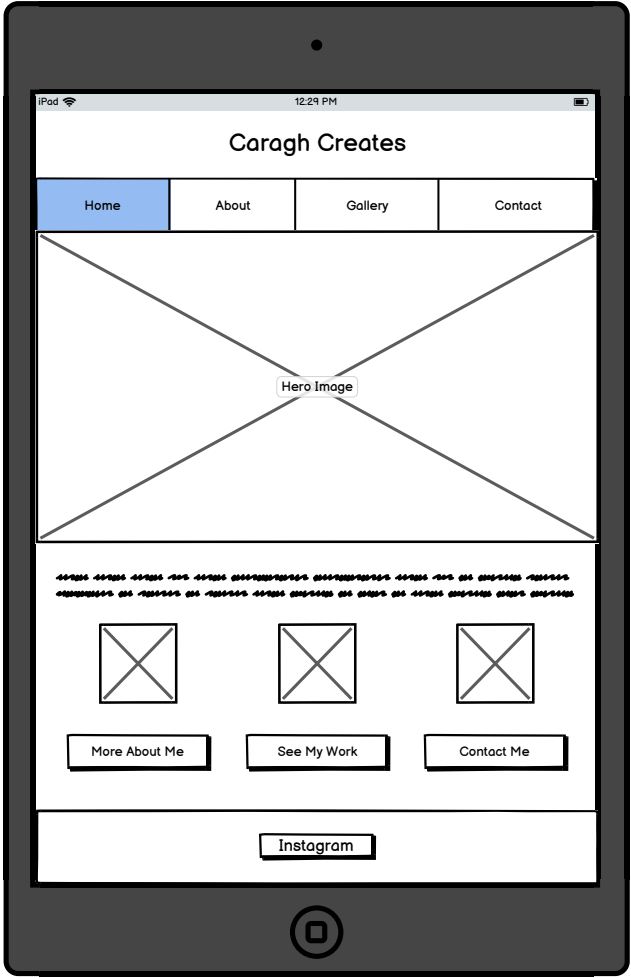 iPad 12:29 PM
Caragh Creates
Home About Gallery Contact
Hero Image
More About Me See My Work Contact Me
Instagram